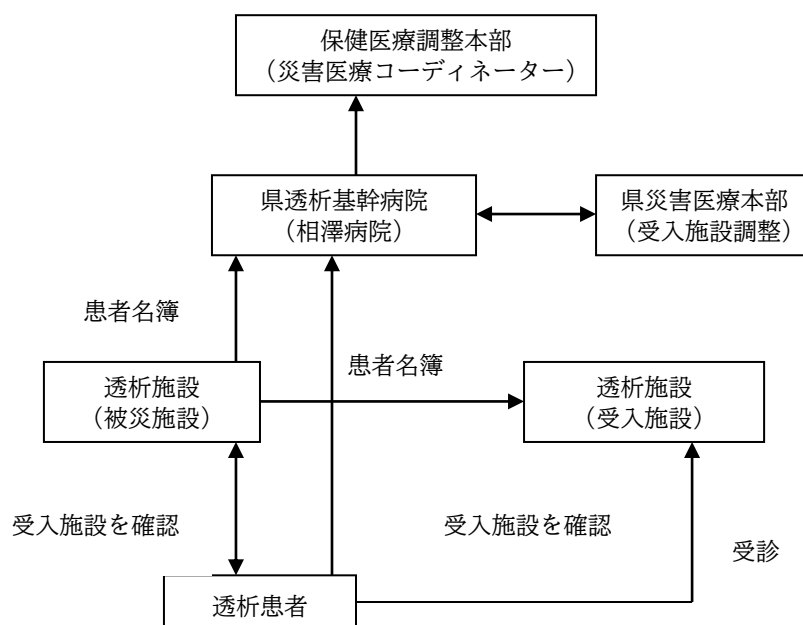 保健医療調整本部
（災害医療コーディネーター）
県透析基幹病院
（相澤病院）
県災害医療本部
（受入施設調整）
患者名簿
患者名簿
透析施設
（被災施設）
透析施設
（受入施設）
受入施設を確認
受入施設を確認
受診
透析患者